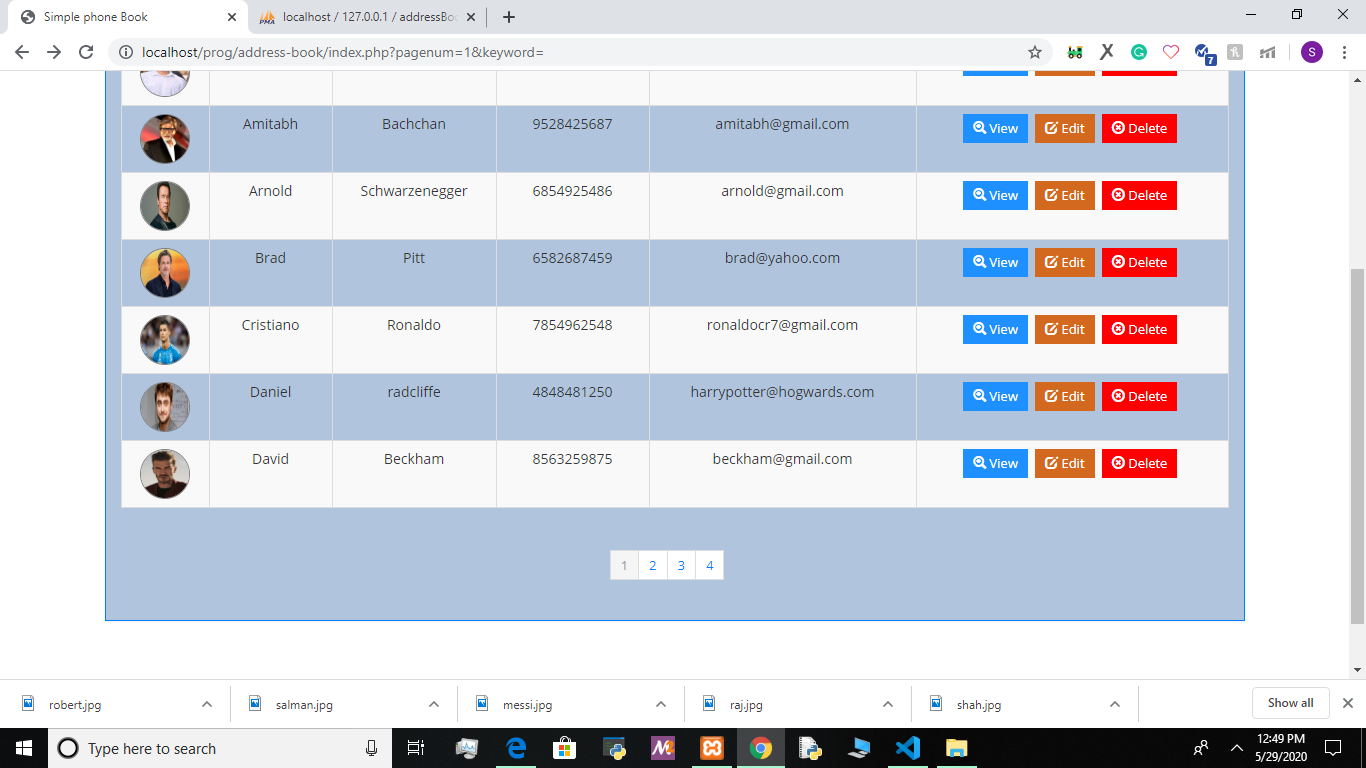 Simple phone Book
localhost / 127.0.0.1 / addressBo
localhost/prog/address-book/index.php?pagenum=1&keyword=
S
7
Amitabh Bachchan 9528425687 amitabh@gmail.com View Edit Delete
Arnold Schwarzenegger 6854925486 arnold@gmail.com View Edit Delete
Brad Pitt 6582687459 brad@yahoo.com View Edit Delete
Cristiano Ronaldo 7854962548 ronaldocr7@gmail.com View Edit Delete
Daniel radcliffe 4848481250 harrypotter@hogwards.com View Edit Delete
David Beckham 8563259875 beckham@gmail.com View Edit Delete
1 2 3 4
robert.jpg salman.jpg messi.jpg raj.jpg shah.jpg Show all
Type here to search
12:49 PM
5/29/2020